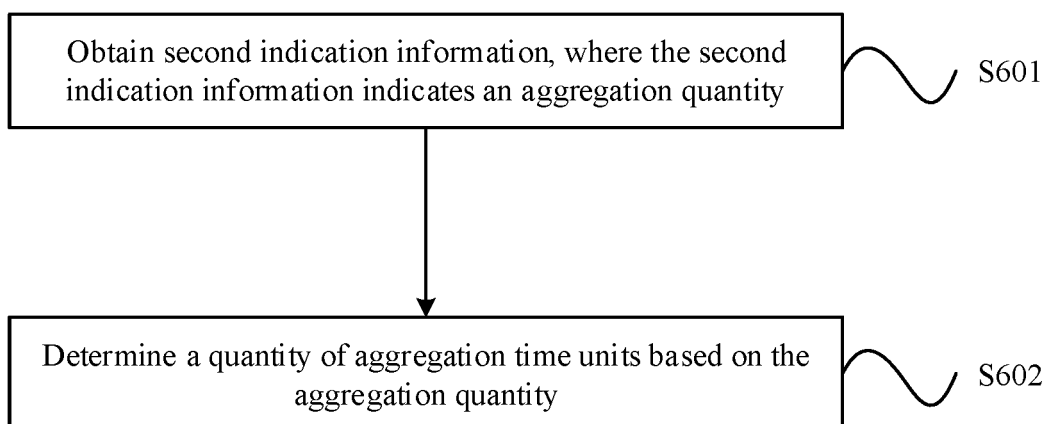 Obtain second indication information, where the second
indication information indicates an aggregation quantity
S601
Determine a quantity of aggregation time units based on the
aggregation quantity
S602